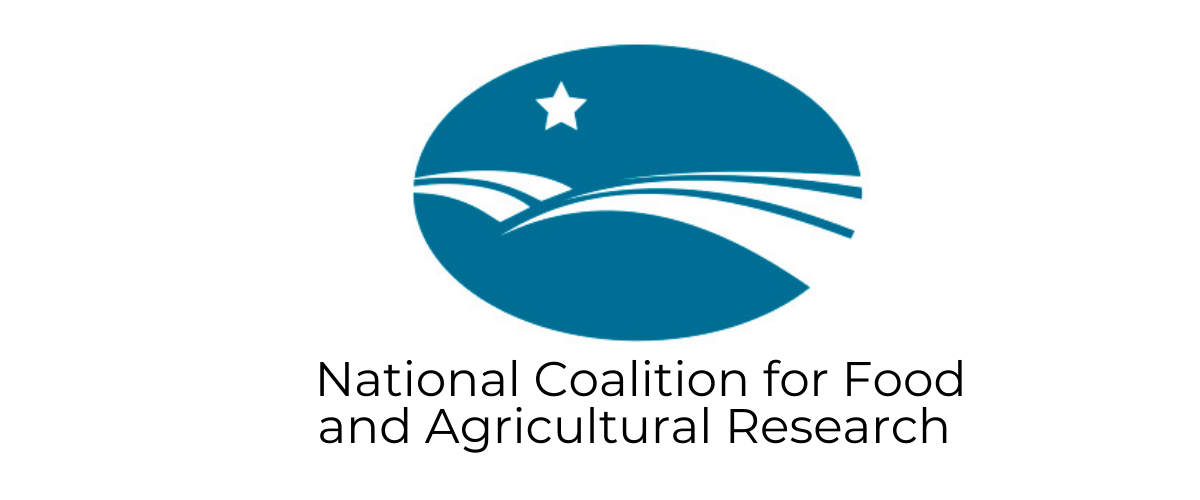 National Coalition for Food
and Agricultural Research